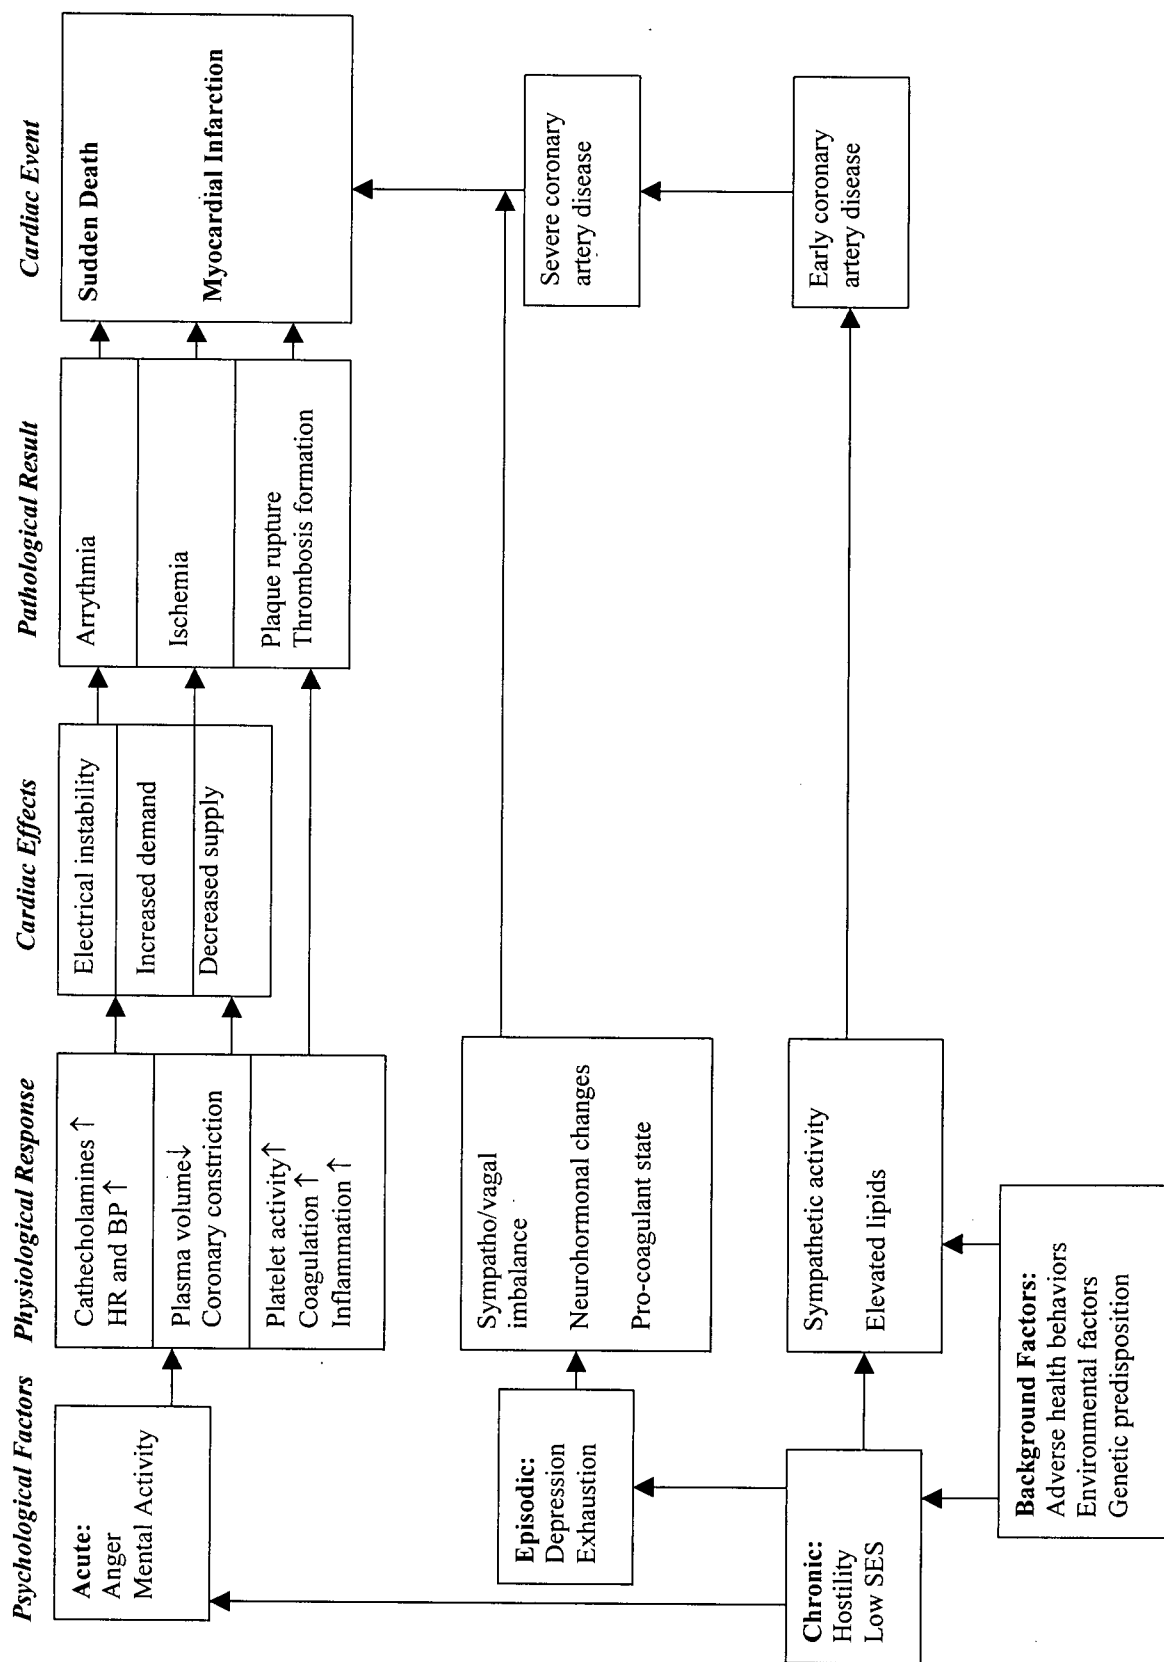 Psychological Factors
Physiological Response
Cardiac Effects
Pathological Result
Cardiac Event
Acute:
Anger
Mental Activity
Cathecholamines ↑
HR and BP ↑
Plasma volume↓
Coronary constriction
Platelet activity↑
Coagulation ↑
Inflammation ↑
Electrical instability
Increased demand
Decreased supply
Arrythmia
Ischemia
Plaque rupture
Thrombosis formation
Sudden Death
Myocardial Infarction
Episodic:
Depression
Exhaustion
Sympatho/vagal
imbalance
Neurohormonal changes
Pro-coagulant state
Severe coronary
artery disease
Chronic:
Hostility
Low SES
Sympathetic activity
Elevated lipids
Early coronary
artery disease
Background Factors:
Adverse health behaviors
Environmental factors
Genetic predisposition